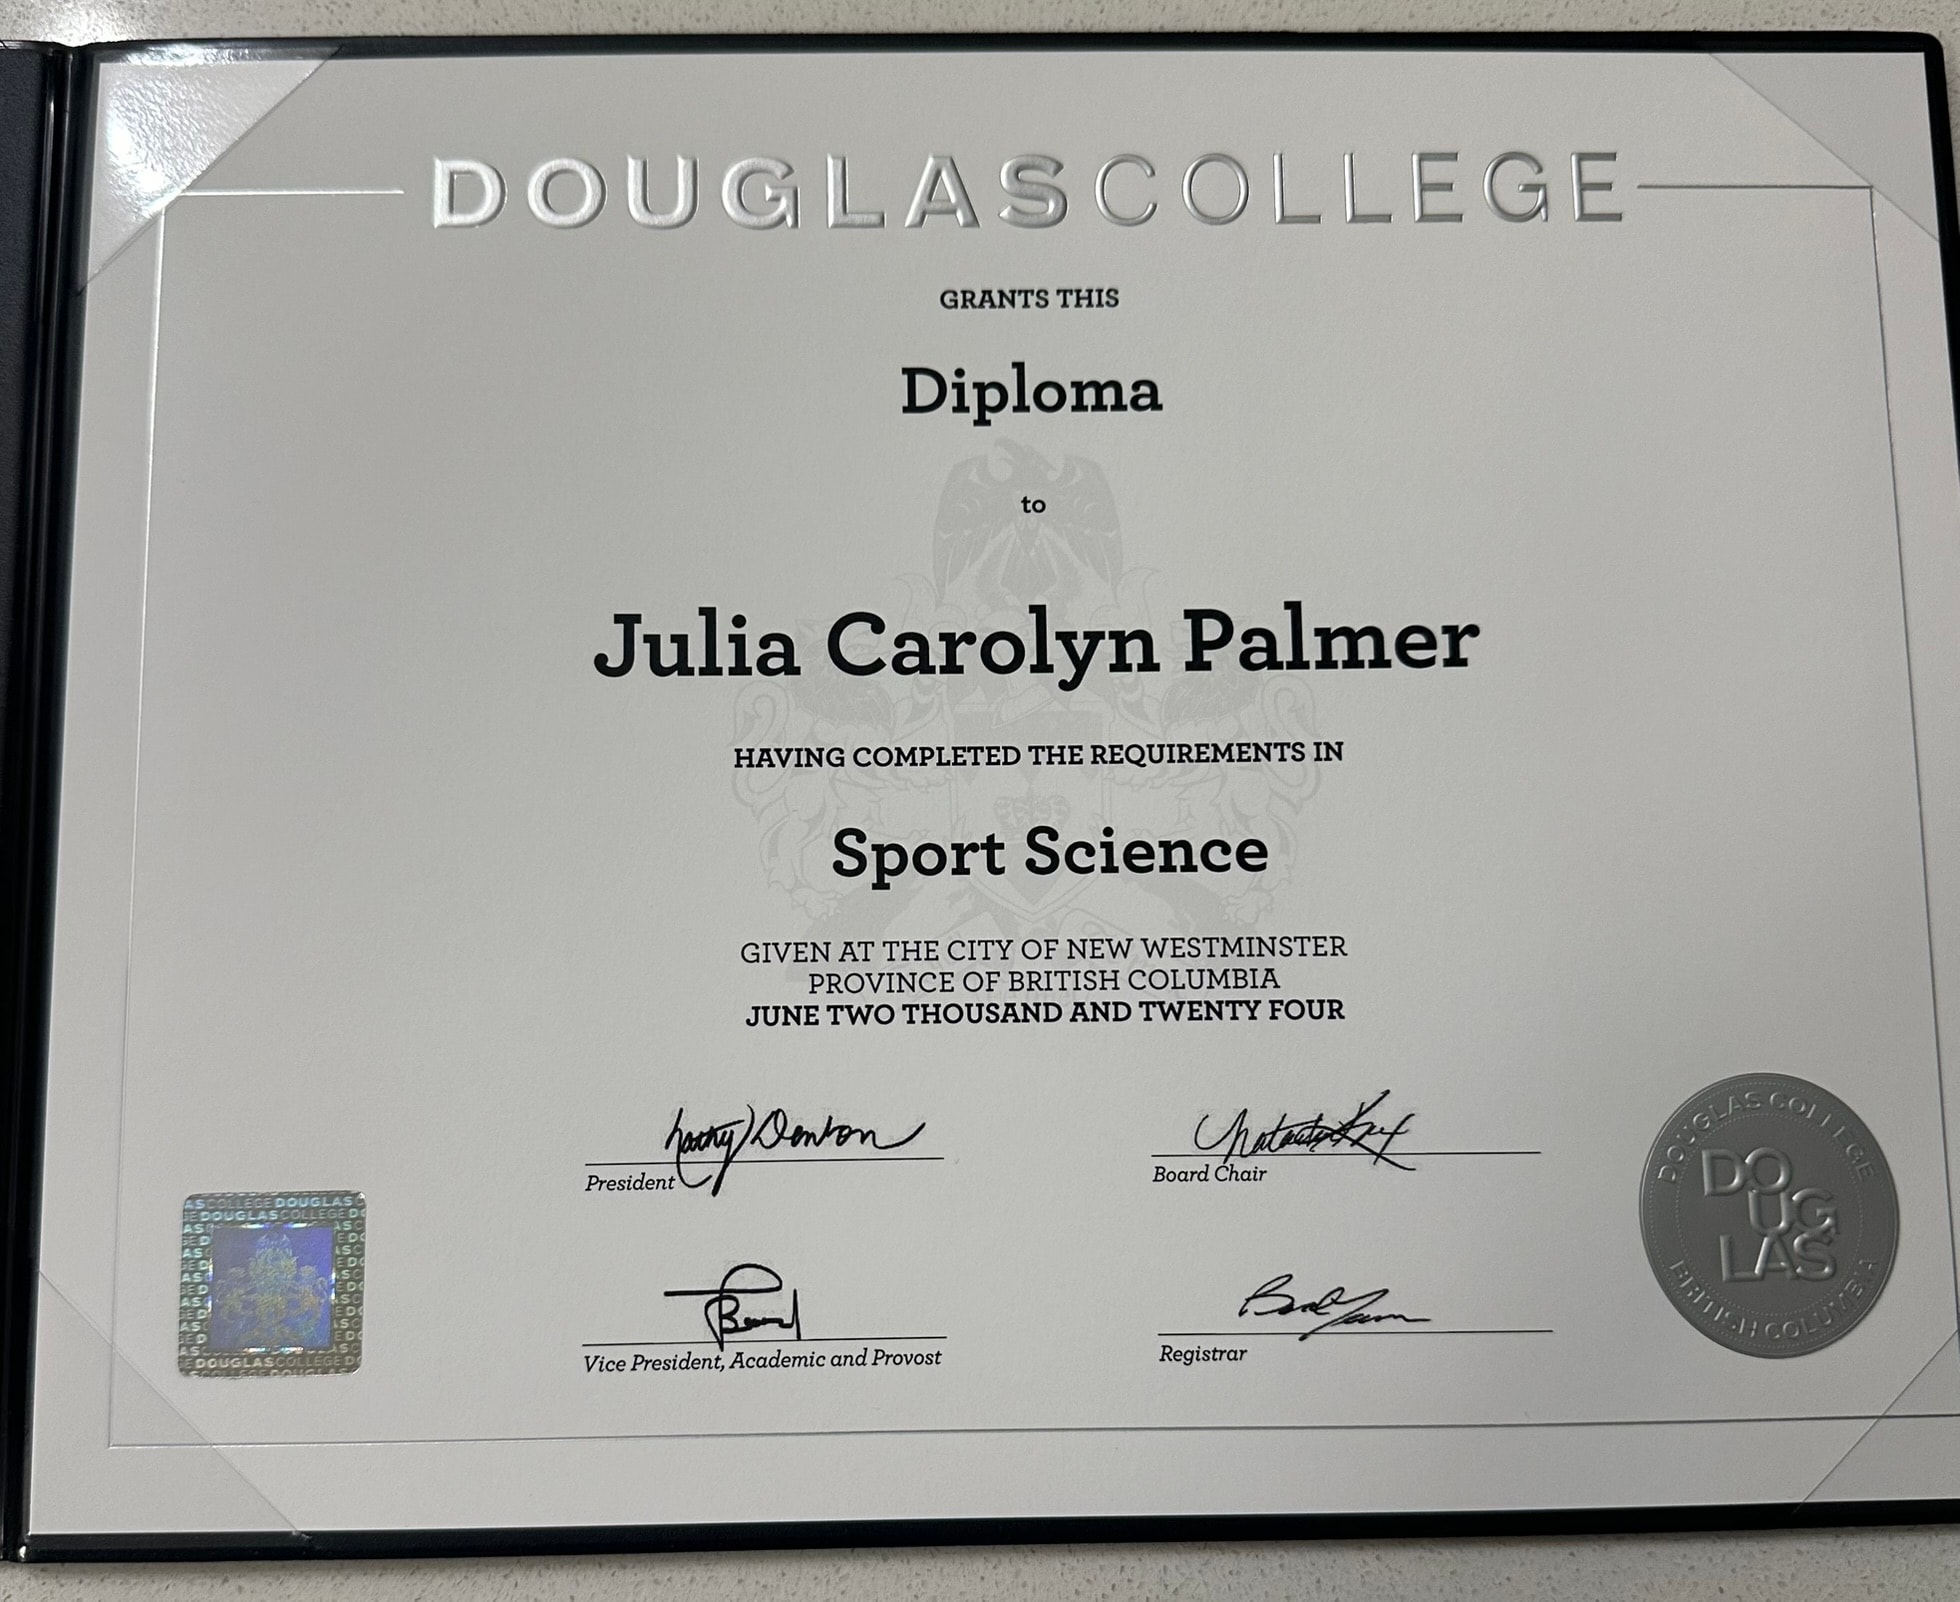 DOUGLASCOLLEGE
GRANTS THIS
Diploma
to
Julia Carolyn Palmer
HAVING COMPLETED THE REQUIREMENTS IN
Sport Science
GIVEN AT THE CITY OF NEW WESTMINSTER
PROVINCE OF BRITISH COLUMBIA
JUNE TWO THOUSAND AND TWENTY FOUR
President
Board Chair
Vice President, Academic and Provost
Registrar
DOUGLASCOLLEGE
DOUGLAS COLLEGE
DO
UG
LAS
BRITISH COLUMBIA